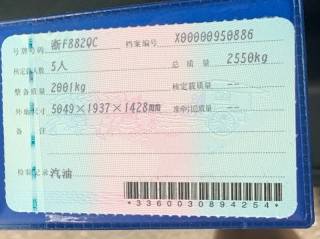 号牌号码 浙F882QC 档案编号 X00000950886
核定载人数 5人 总质量 2550kg
整备质量 2001kg 核定载质量 --
外廓尺寸 5049×1937×1428mm 准牵引总质量 --
检验记录 汽油
*3360030894254*